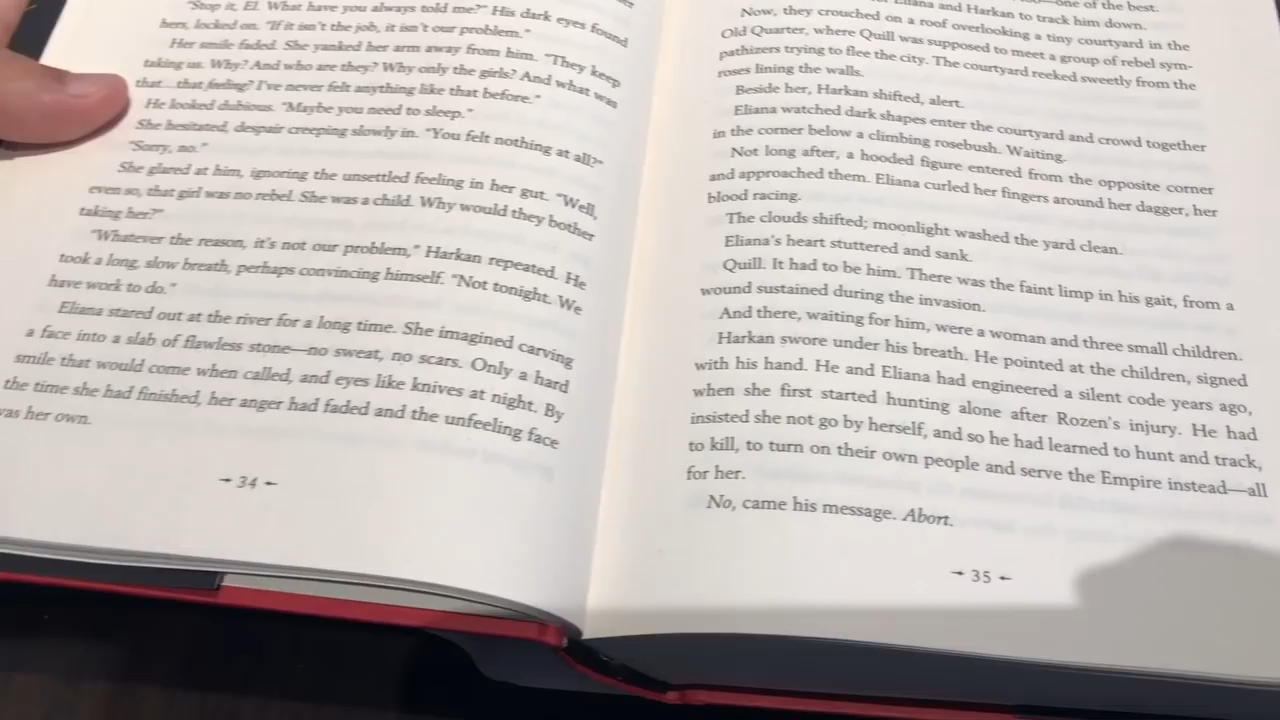 "Stop it, El. What have you always told me?" His dark eyes found
hers, locked on. "If it isn't the job, it isn't our problem."
Her smile faded. She yanked her arm away from him. "They keep
taking us. Why? And who are they? Why only the girls? And what was
that... that feeling? I've never felt anything like that before."
He looked dubious. "Maybe you need to sleep."
She hesitated, despair creeping slowly in. "You felt nothing at all?"
"Sorry, no."
She glared at him, ignoring the unsettled feeling in her gut. "Well,
even so, that girl was no rebel. She was a child. Why would they bother
taking her?"
"Whatever the reason, it's not our problem," Harkan repeated. He
took a long, slow breath, perhaps convincing himself. "Not tonight. We
have work to do."
Eliana stared out at the river for a long time. She imagined carving
a face into a slab of flawless stone—no sweat, no scars. Only a hard
smile that would come when called, and eyes like knives at night. By
the time she had finished, her anger had faded and the unfeeling face
was her own.
34
one of the best.
Eliana and Harkan to track him down.
Now, they crouched on a roof overlooking a tiny courtyard in the
Old Quarter, where Quill was supposed to meet a group of rebel sym-
pathizers trying to flee the city. The courtyard reeked sweetly from the
roses lining the walls.
Beside her, Harkan shifted, alert.
Eliana watched dark shapes enter the courtyard and crowd together
in the corner below a climbing rosebush. Waiting.
Not long after, a hooded figure entered from the opposite corner
and approached them. Eliana curled her fingers around her dagger, her
blood racing.
The clouds shifted; moonlight washed the yard clean.
Eliana's heart stuttered and sank.
Quill. It had to be him. There was the faint limp in his gait, from a
wound sustained during the invasion.
And there, waiting for him, were a woman and three small children.
Harkan swore under his breath. He pointed at the children, signed
with his hand. He and Eliana had engineered a silent code years ago,
when she first started hunting alone after Rozen's injury. He had
insisted she not go by herself, and so he had learned to hunt and track,
to kill, to turn on their own people and serve the Empire instead—all
for her.
No, came his message. Abort.
35